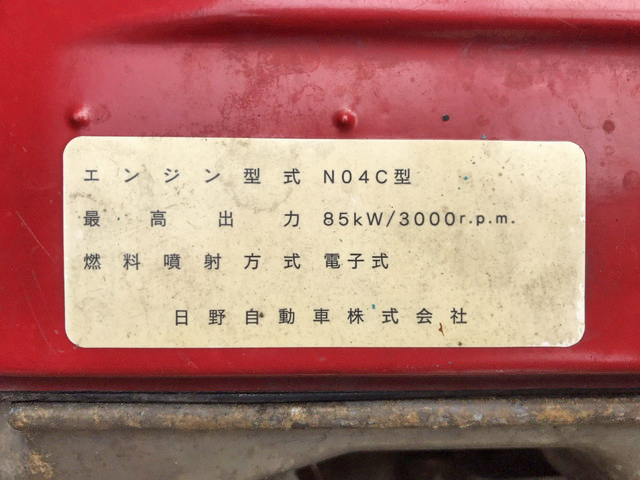 エンジン型式 N04C型
最高出力 85kW/3000r.p.m.
燃料噴射方式 電子式
日野自動車株式会社